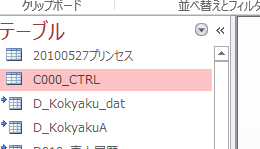 クリップボード
並べ替えとフィルタ
テーブル
20100527プリンセス
C000_CTRL
D_Kokyaku_dat
D_KokyakuA